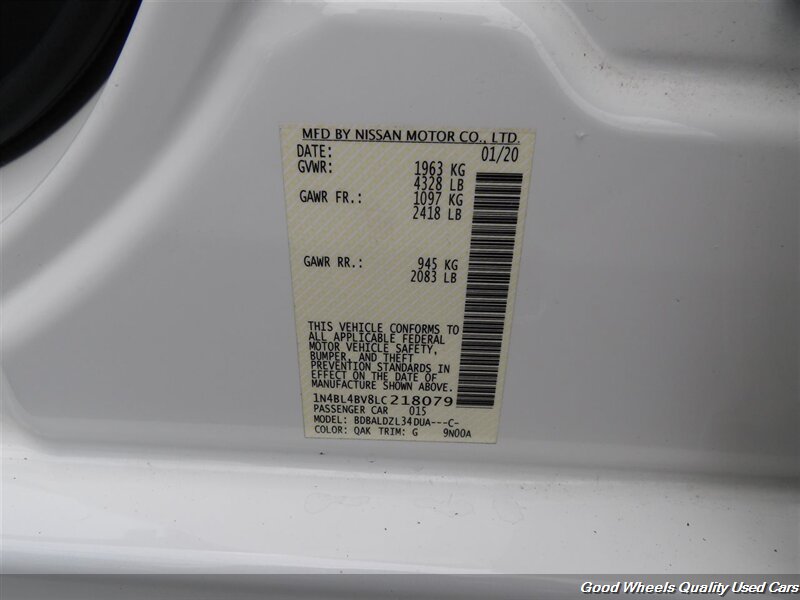 MFD BY NISSAN MOTOR CO., LTD.
DATE: 01/20
GVWR: 1963 KG
4328 LB
GAWR FR.: 1097 KG
2418 LB
GAWR RR.: 945 KG
2083 LB
THIS VEHICLE CONFORMS TO
ALL APPLICABLE FEDERAL
MOTOR VEHICLE SAFETY,
BUMPER, AND THEFT
PREVENTION STANDARDS IN
EFFECT ON THE DATE OF
MANUFACTURE SHOWN ABOVE.
1N4BL4BV8LC218079
PASSENGER CAR 015
MODEL: BDBALDZL34DUA---C-
COLOR: QAK TRIM: G 9N00A
Good Wheels Quality Used Cars